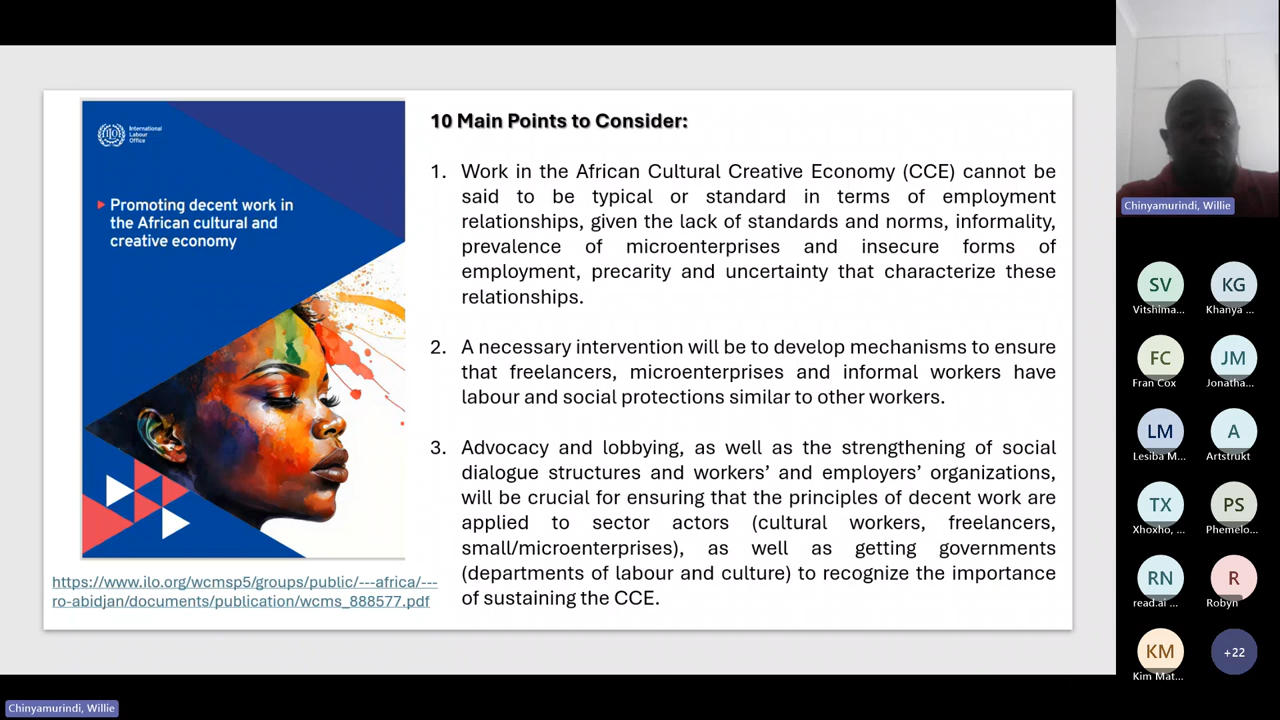 International
Labour
Office
Promoting decent work in
the African cultural and
creative economy
https://www.ilo.org/wcmsp5/groups/public/---africa/---
ro-abidjan/documents/publication/wcms_888577.pdf
10 Main Points to Consider:
1. Work in the African Cultural Creative Economy (CCE) cannot be
said to be typical or standard in terms of employment
relationships, given the lack of standards and norms, informality,
prevalence of microenterprises and insecure forms of
employment, precarity and uncertainty that characterize these
relationships.
2. A necessary intervention will be to develop mechanisms to ensure
that freelancers, microenterprises and informal workers have
labour and social protections similar to other workers.
3. Advocacy and lobbying, as well as the strengthening of social
dialogue structures and workers’ and employers’ organizations,
will be crucial for ensuring that the principles of decent work are
applied to sector actors (cultural workers, freelancers,
small/microenterprises), as well as getting governments
(departments of labour and culture) to recognize the importance
of sustaining the CCE.
Chinyamurindi, Willie
SV KG
Vitshima... Khanya ...
FC JM
Fran Cox Jonatha...
LM A
Lesiba M... Artstrukt
TX PS
Xhoxho, ... Phemelo...
RN R
read.ai ... Robyn
KM +22
Kim Mat...
Chinyamurindi, Willie